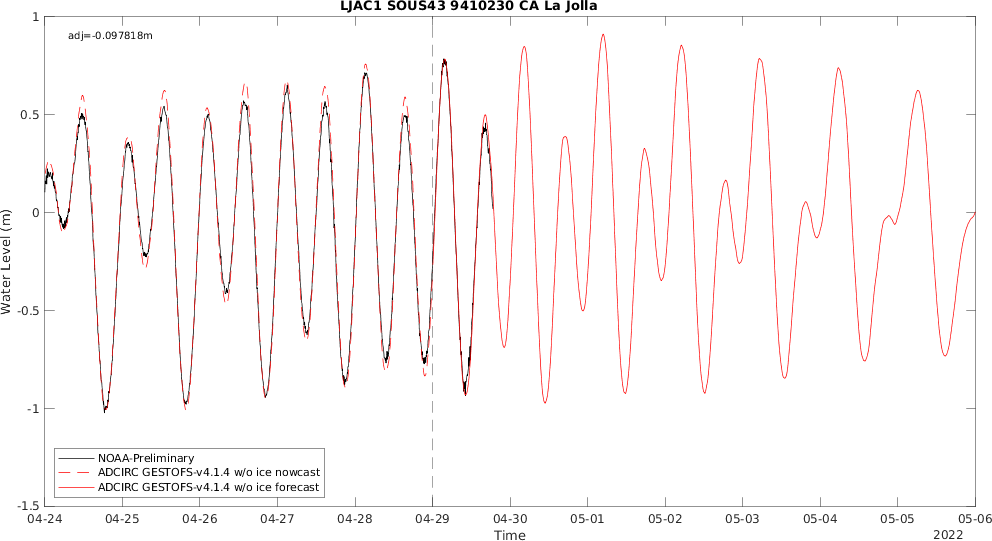 LJAC1 SOUS43 9410230 CA La Jolla
adj=-0.097818m
1
0.5
0
-0.5
-1
-1.5
Water Level (m)
NOAA-Preliminary
ADCIRC GESTOFS-v4.1.4 w/o ice nowcast
ADCIRC GESTOFS-v4.1.4 w/o ice forecast
04-24 04-25 04-26 04-27 04-28 04-29 04-30 05-01 05-02 05-03 05-04 05-05 05-06
Time
2022